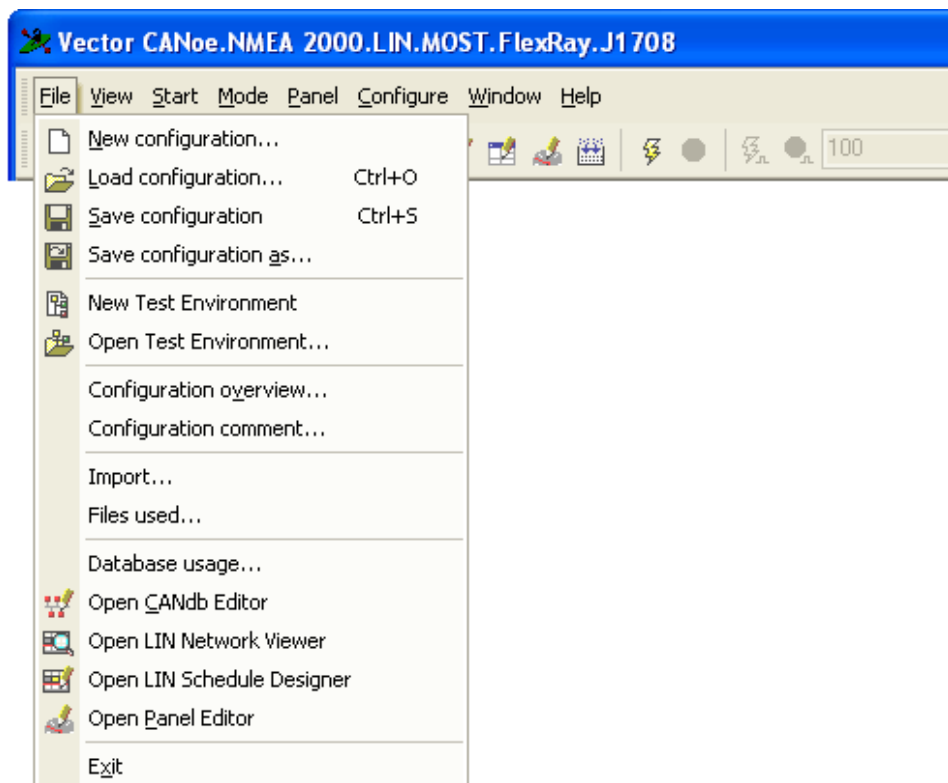 Vector CANoe.NMEA 2000.LIN.MOST.FlexRay.J1708
File View Start Mode Panel Configure Window Help
100
New configuration...
Load configuration... Ctrl+O
Save configuration Ctrl+S
Save configuration as...
New Test Environment
Open Test Environment...
Configuration overview...
Configuration comment...
Import...
Files used...
Database usage...
Open CANdb Editor
Open LIN Network Viewer
Open LIN Schedule Designer
Open Panel Editor
Exit